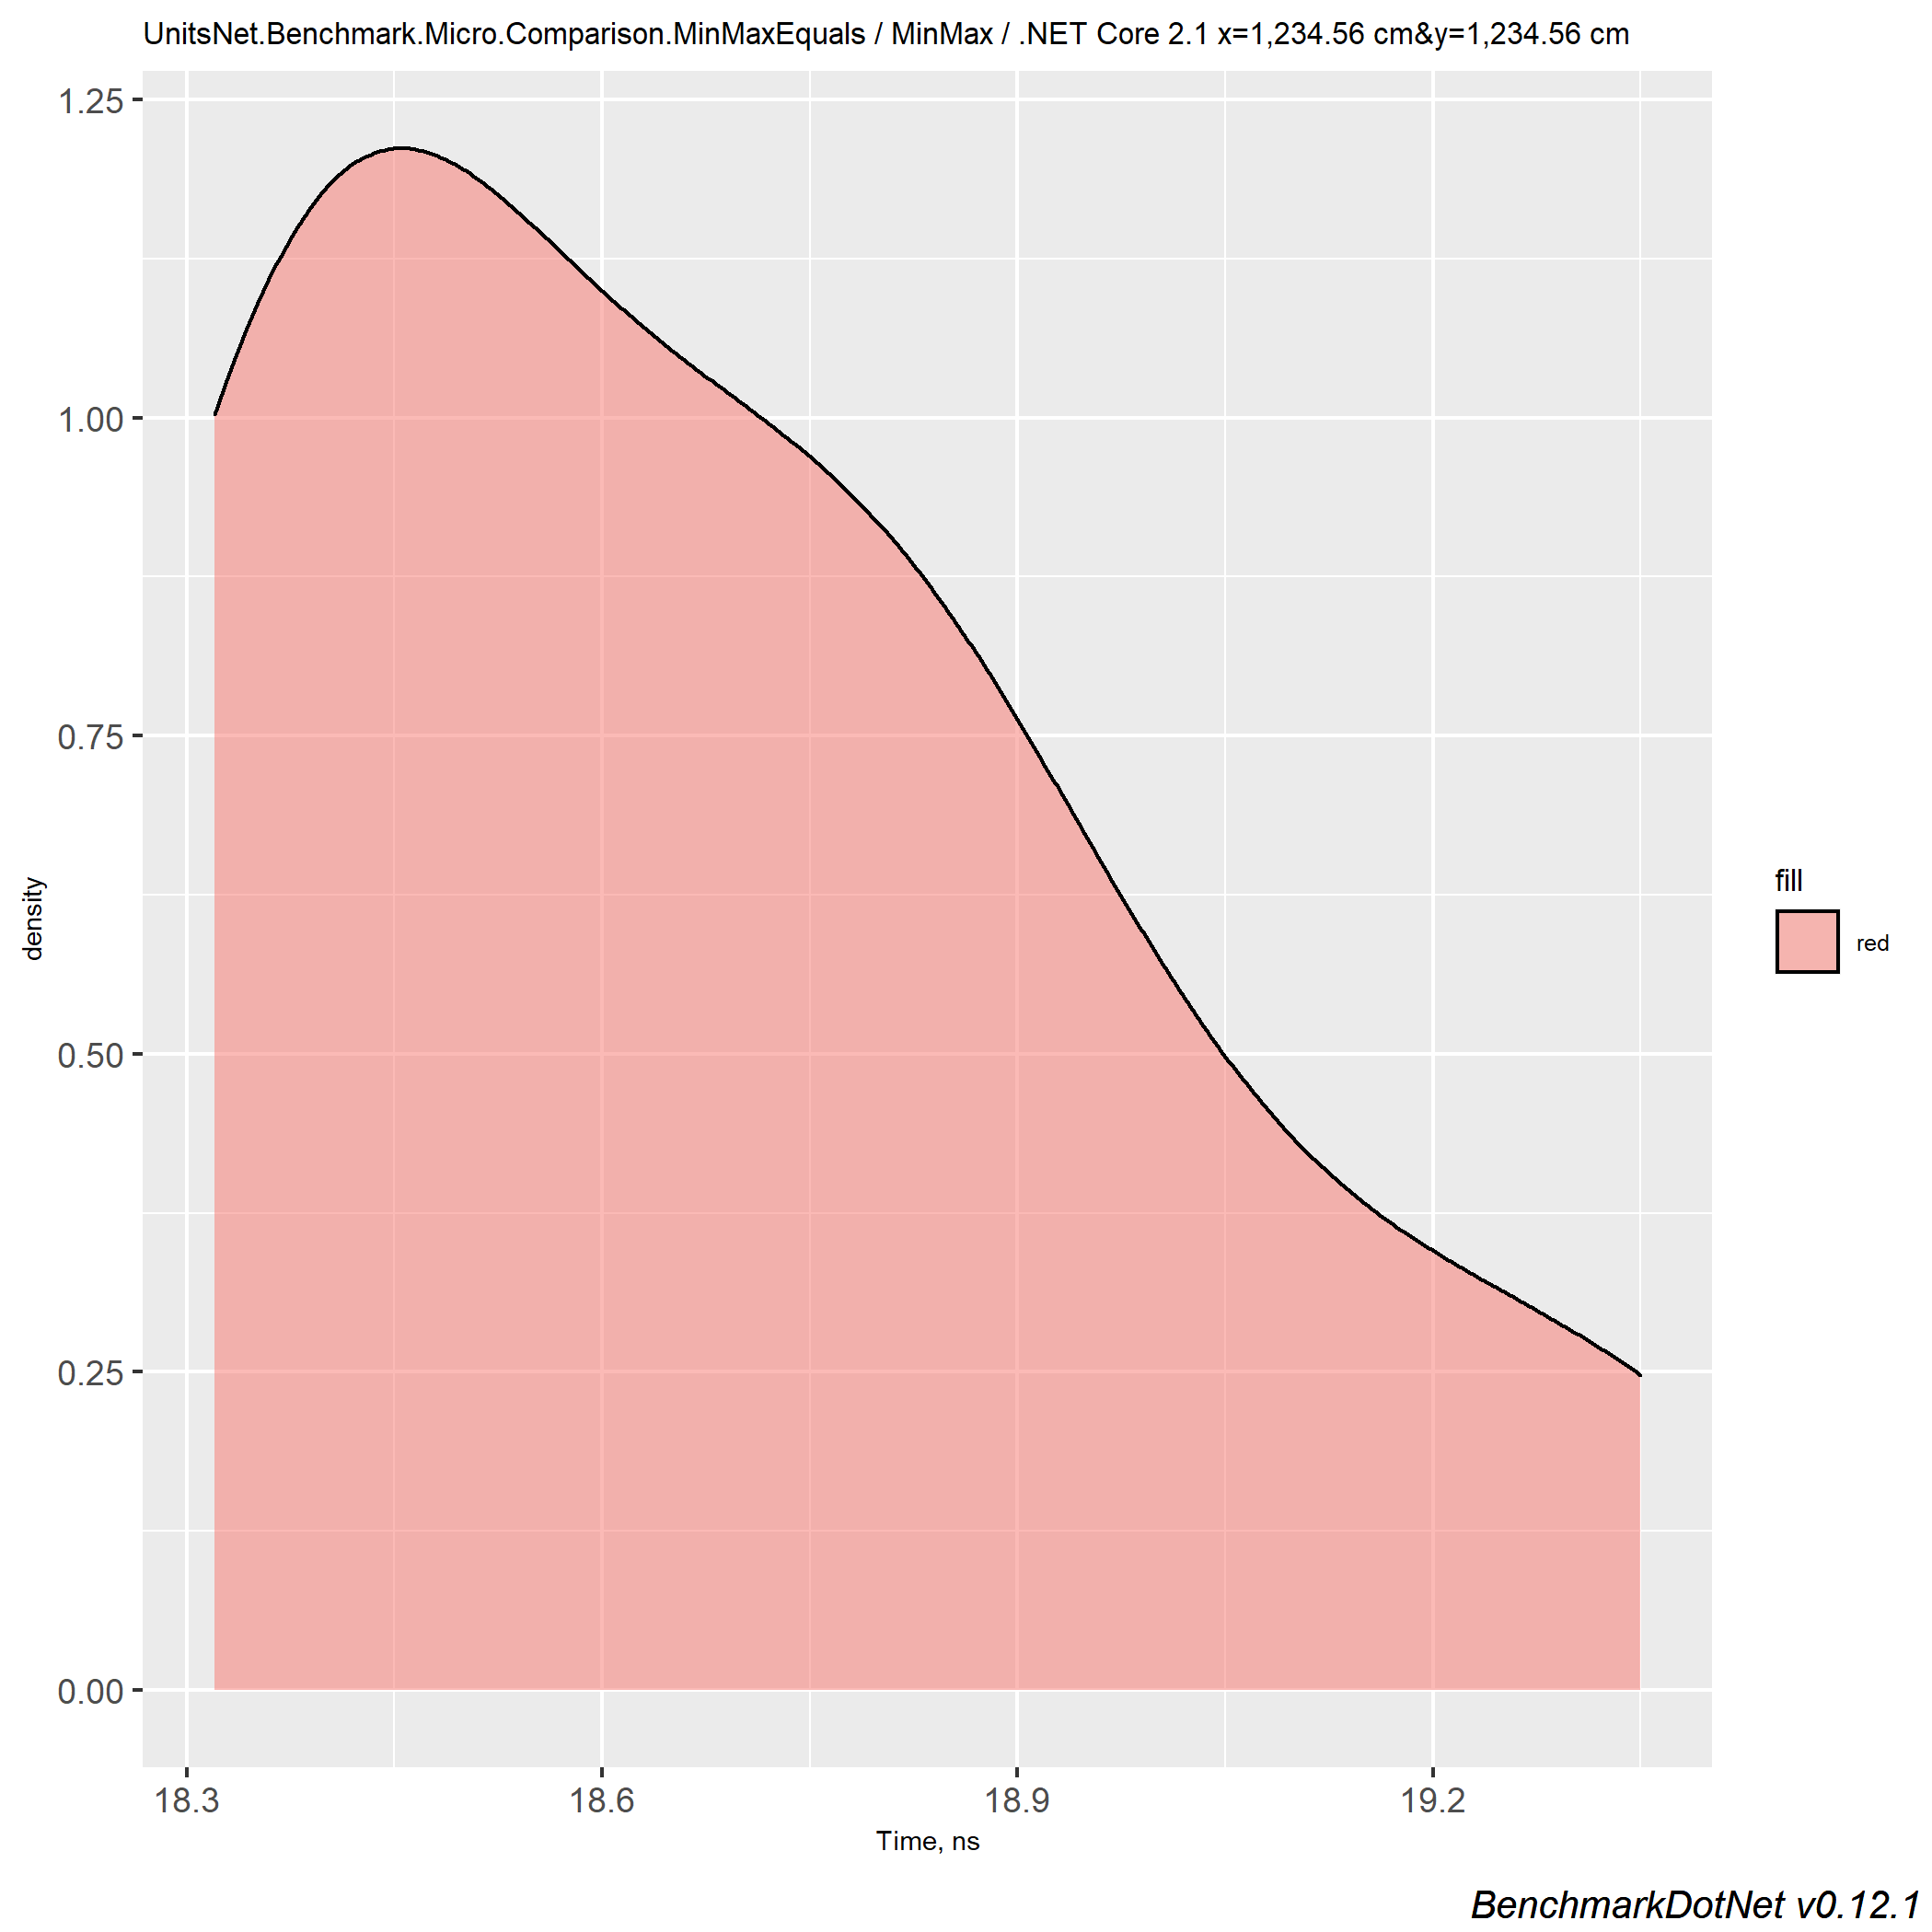 UnitsNet.Benchmark.Micro.Comparison.MinMaxEquals / MinMax / .NET Core 2.1 x=1,234.56 cm&y=1,234.56 cm
1.25
1.00
0.75
0.50
0.25
0.00
density
18.3 18.6 18.9 19.2
Time, ns
fill
red
BenchmarkDotNet v0.12.1